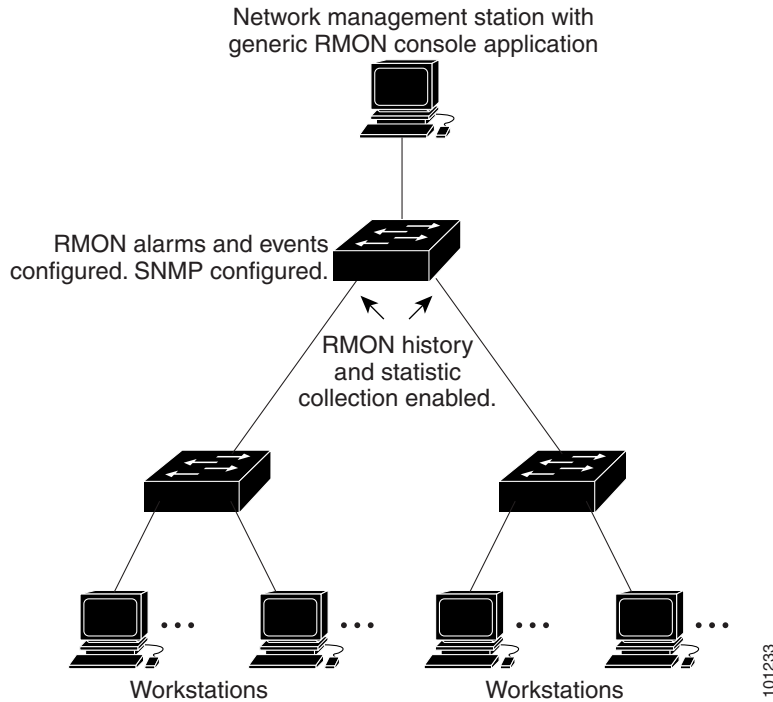 Network management station with
generic RMON console application
RMON alarms and events
configured. SNMP configured.
RMON history
and statistic
collection enabled.
Workstations
Workstations
101233